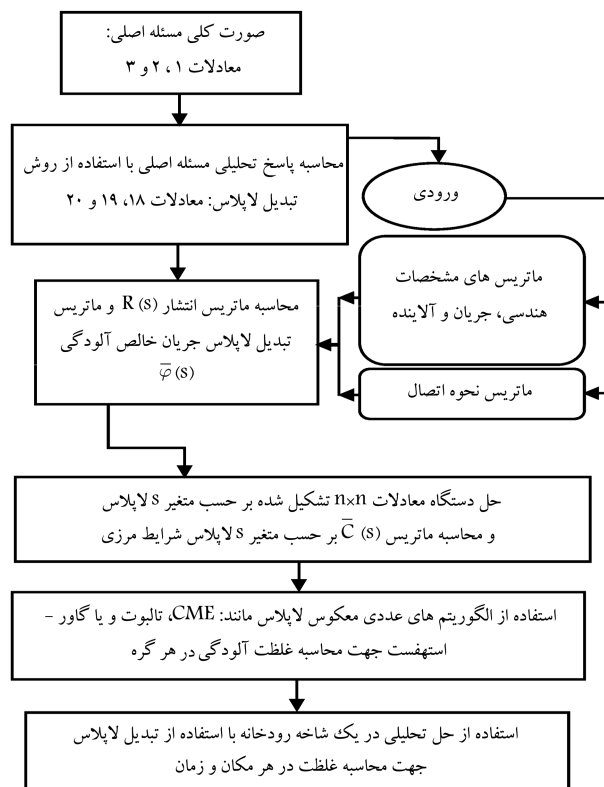 صورت کلی مسئله اصلی:
معادلات ۱، ۲ و ۳
محاسبه پاسخ تحلیلی مسئله اصلی با استفاده از روش
تبدیل لاپلاس: معادلات ۱۸، ۱۹ و ۲۰
ورودی
ماتریس های مشخصات
هندسی، جریان و آلاینده
ماتریس نحوه اتصال
محاسبه ماتریس انتشار R (s) و ماتریس
تبدیل لاپلاس جریان خالص آلودگی
φ̅ (s)
حل دستگاه معادلات n×n تشکیل شده بر حسب متغیر s لاپلاس
و محاسبه ماتریس C̅ (s) بر حسب متغیر s لاپلاس شرایط مرزی
استفاده از الگوریتم های عددی معکوس لاپلاس مانند: CME، تالبوت و یا گاور –
استهفست جهت محاسبه غلظت آلودگی در هر گره
استفاده از حل تحلیلی در یک شاخه رودخانه با استفاده از تبدیل لاپلاس
جهت محاسبه غلظت در هر مکان و زمان